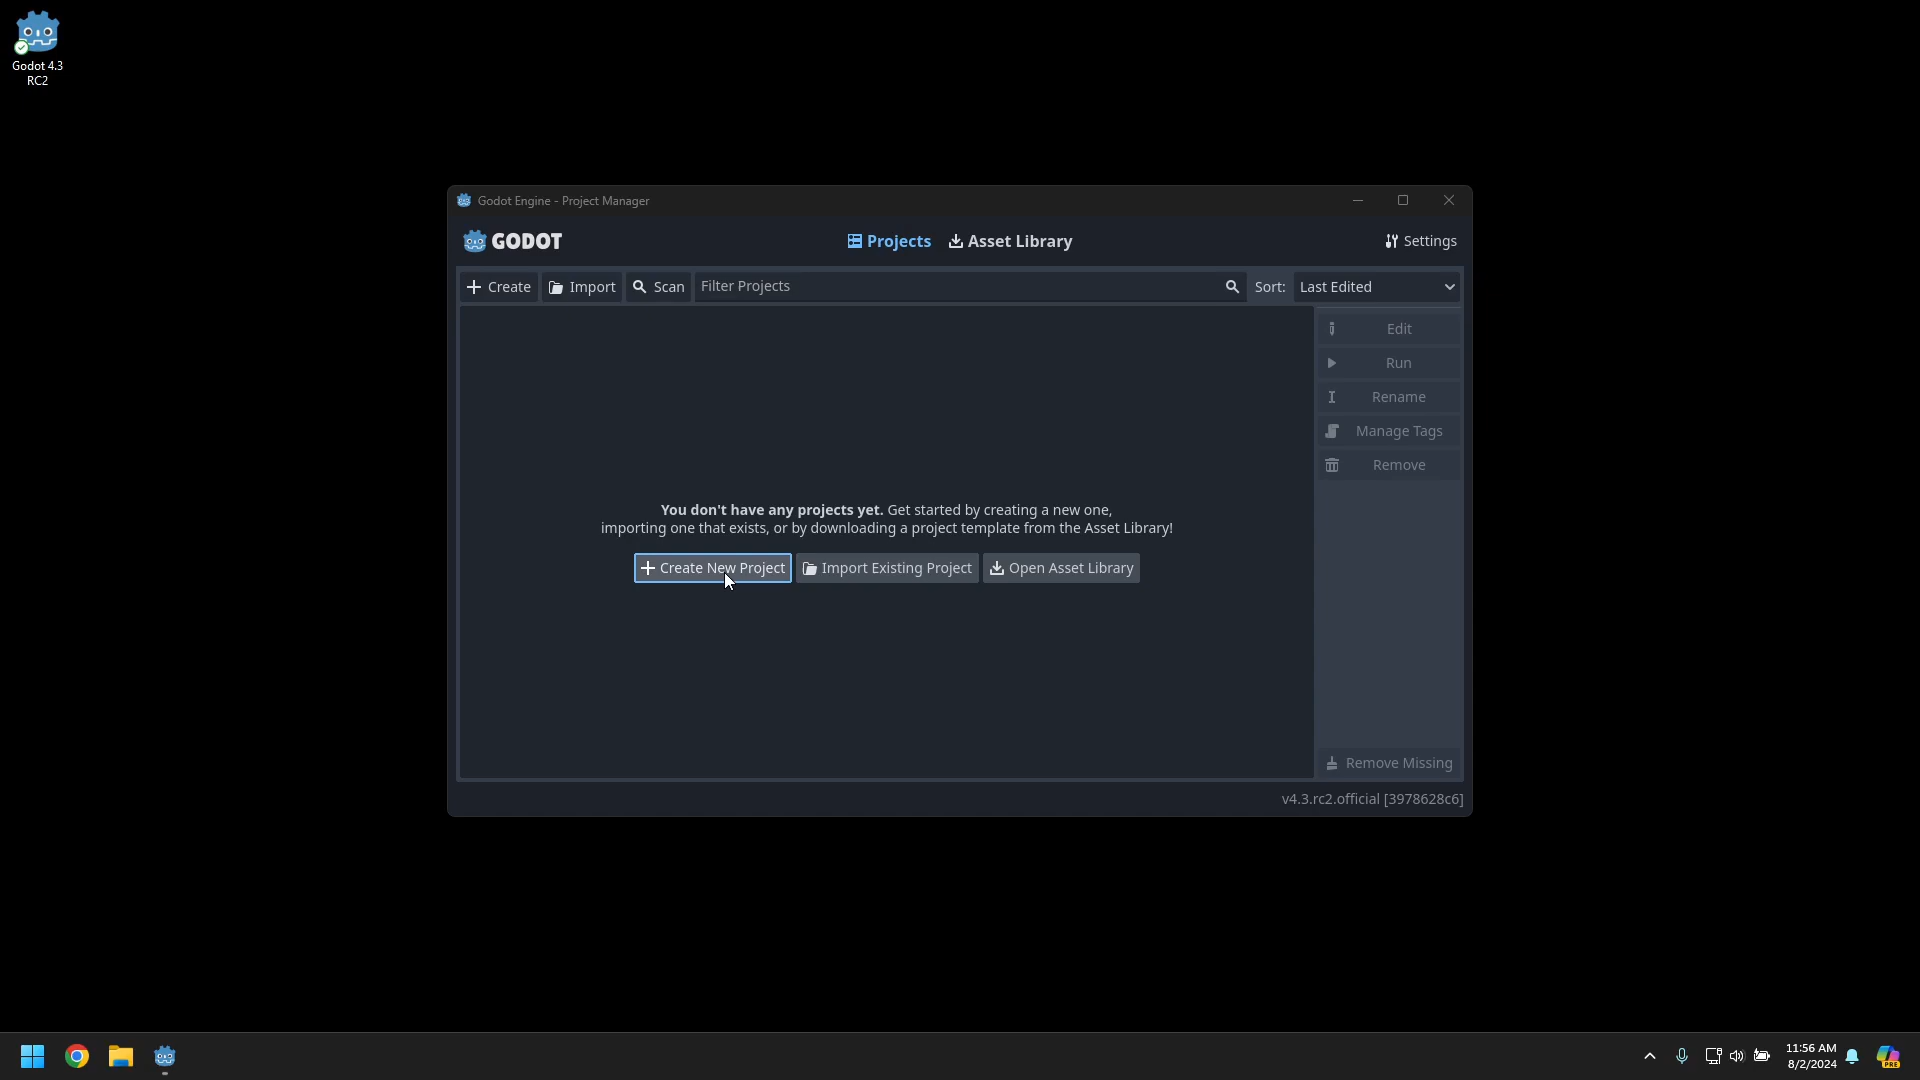 Godot 4.3
RC2
Godot Engine - Project Manager
GODOT
Projects
Asset Library
Settings
Create
Import
Scan
Filter Projects
Sort:
Last Edited
Edit
Run
Rename
Manage Tags
Remove
You don't have any projects yet. Get started by creating a new one,
importing one that exists, or by downloading a project template from the Asset Library!
Create New Project
Import Existing Project
Open Asset Library
Remove Missing
v4.3.rc2.official [3978628c6]
11:56 AM
8/2/2024
PRE